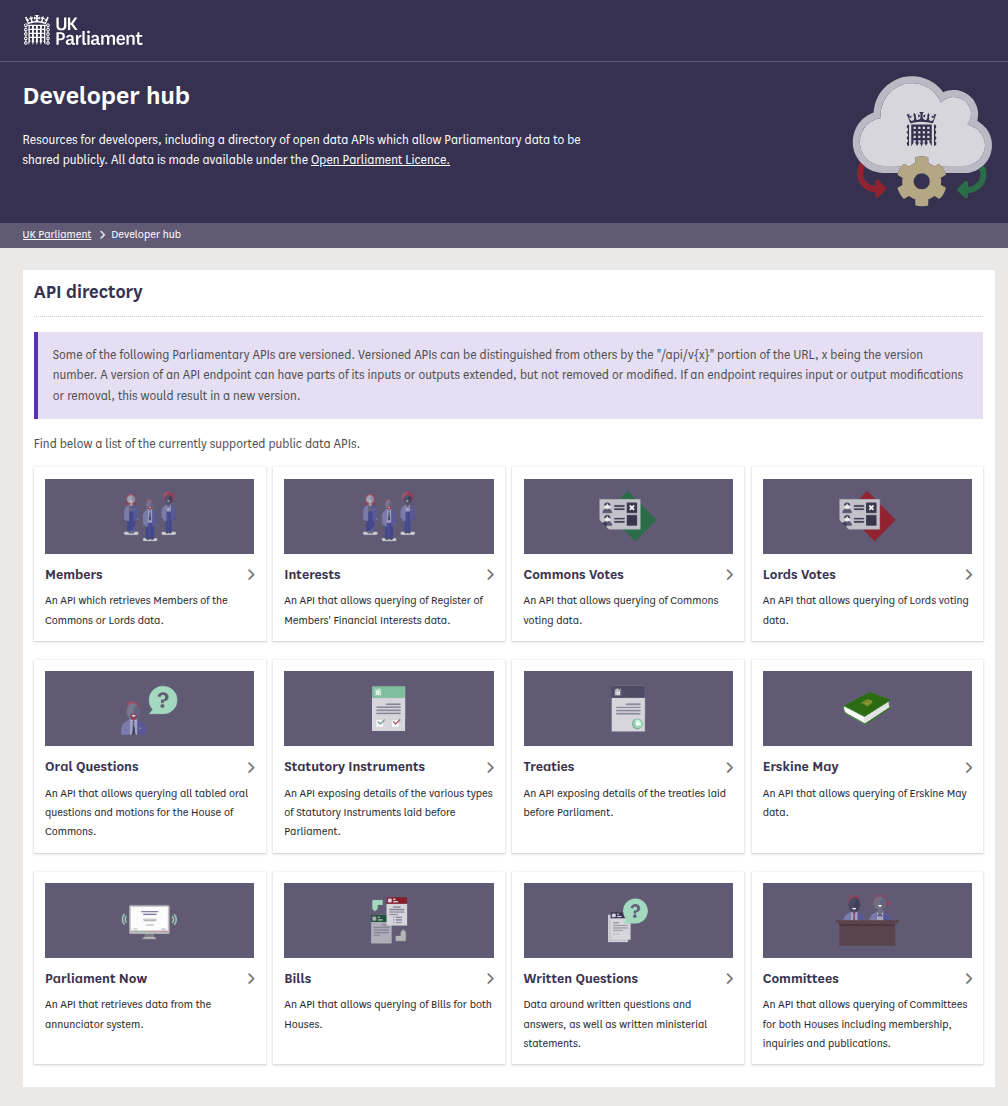 UK
Parliament
Developer hub
Resources for developers, including a directory of open data APIs which allow Parliamentary data to be
shared publicly. All data is made available under the Open Parliament Licence.
UK Parliament > Developer hub
API directory
Some of the following Parliamentary APIs are versioned. Versioned APIs can be distinguished from others by the "/api/v{x}" portion of the URL, x being the version
number. A version of an API endpoint can have parts of its inputs or outputs extended, but not removed or modified. If an endpoint requires input or output modifications
or removal, this would result in a new version.
Find below a list of the currently supported public data APIs.
Members
An API which retrieves Members of the
Commons or Lords data.
Interests
An API that allows querying of Register of
Members' Financial Interests data.
Commons Votes
An API that allows querying of Commons
voting data.
Lords Votes
An API that allows querying of Lords voting
data.
?
Oral Questions
An API that allows querying all tabled oral
questions and motions for the House of
Commons.
Statutory Instruments
An API exposing details of the various types
of Statutory Instruments laid before
Parliament.
Treaties
An API exposing details of the treaties laid
before Parliament.
Erskine May
An API that allows querying of Erskine May
data.
Parliament Now
An API that retrieves data from the
annunciator system.
Bills
An API that allows querying of Bills for both
Houses.
?
Written Questions
Data around written questions and
answers, as well as written ministerial
statements.
Committees
An API that allows querying of Committees
for both Houses including membership,
inquiries and publications.